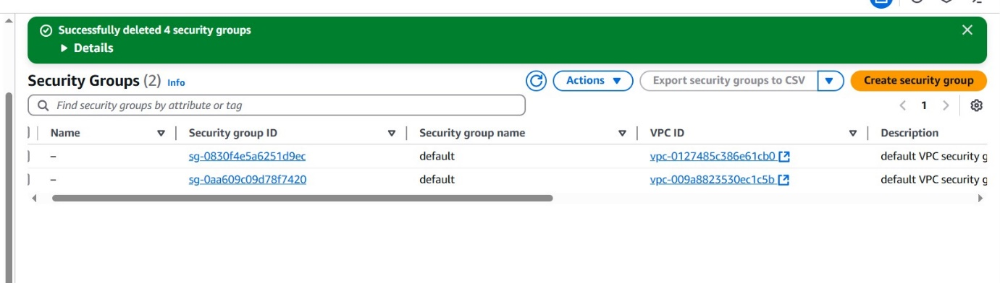 Successfully deleted 4 security groups
Details
Security Groups (2) Info
Actions
Export security groups to CSV
Create security group
Find security groups by attribute or tag
1
Name Security group ID Security group name VPC ID Description
– sg-0830f4e5a6251d9ec default vpc-0127485c386e61cb0 default VPC security g
– sg-0aa609c09d78f7420 default vpc-009a8823530ec1c5b default VPC security g